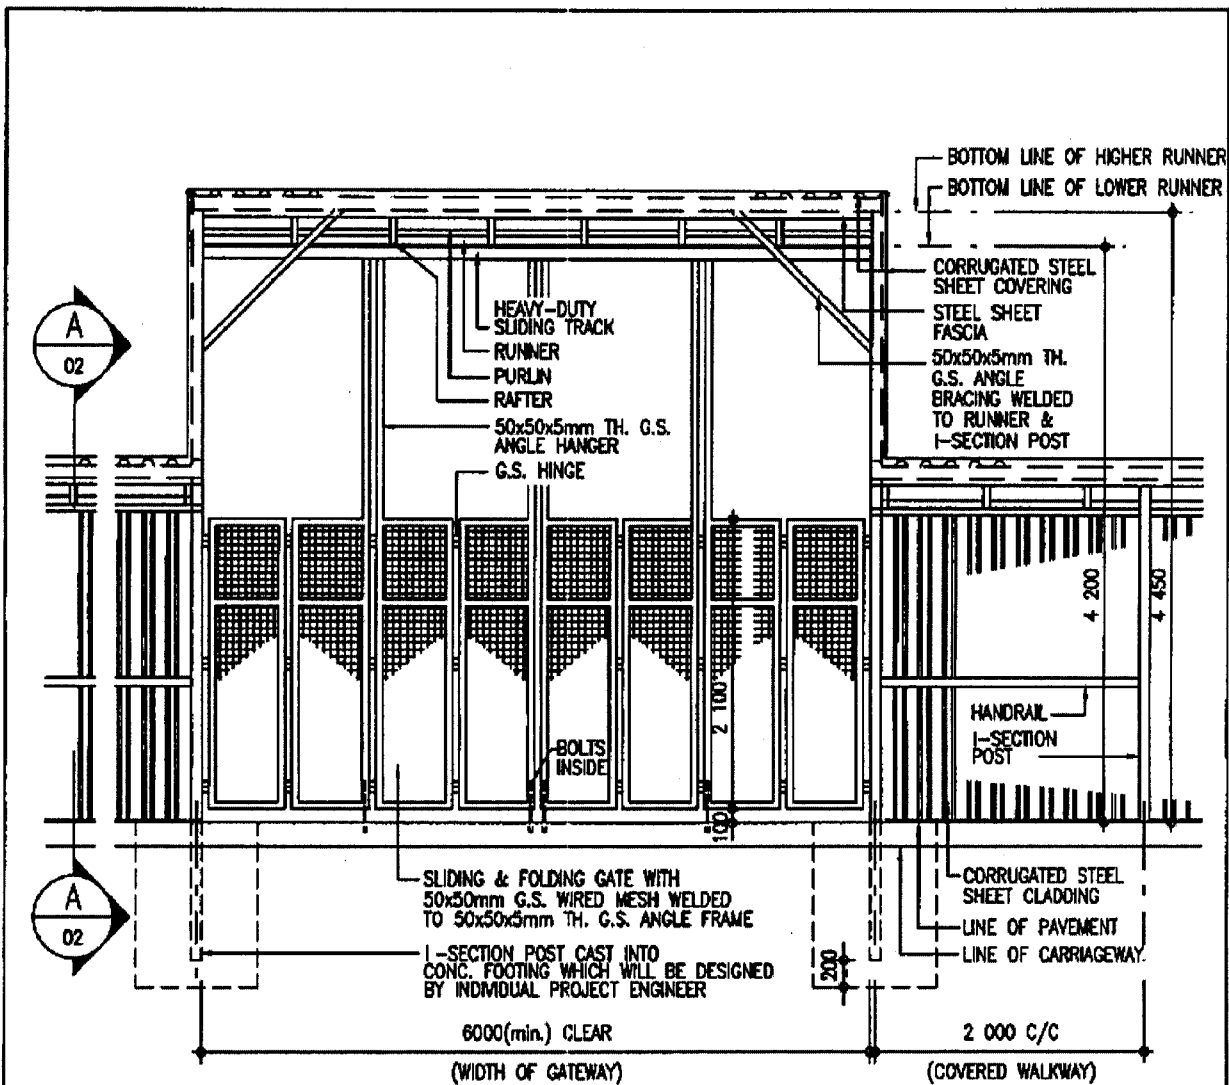 BOTTOM LINE OF HIGHER RUNNER
BOTTOM LINE OF LOWER RUNNER
CORRUGATED STEEL
SHEET COVERING
STEEL SHEET
FASCIA
50x50x5mm TH.
G.S. ANGLE
BRACING WELDED
TO RUNNER &
I-SECTION POST
A
02
HEAVY-DUTY
SLIDING TRACK
RUNNER
PURLIN
RAFTER
50x50x5mm TH. G.S.
ANGLE HANGER
G.S. HINGE
4 200
4 450
2 100
100
HANDRAIL
I-SECTION
POST
BOLTS
INSIDE
A
02
SLIDING & FOLDING GATE WITH
50x50mm G.S. WIRED MESH WELDED
TO 50x50x5mm TH. G.S. ANGLE FRAME
I-SECTION POST CAST INTO
CONC. FOOTING WHICH WILL BE DESIGNED
BY INDIVIDUAL PROJECT ENGINEER
200
CORRUGATED STEEL
SHEET CLADDING
LINE OF PAVEMENT
LINE OF CARRIAGEWAY
6000(min.) CLEAR
(WIDTH OF GATEWAY)
2 000 C/C
(COVERED WALKWAY)